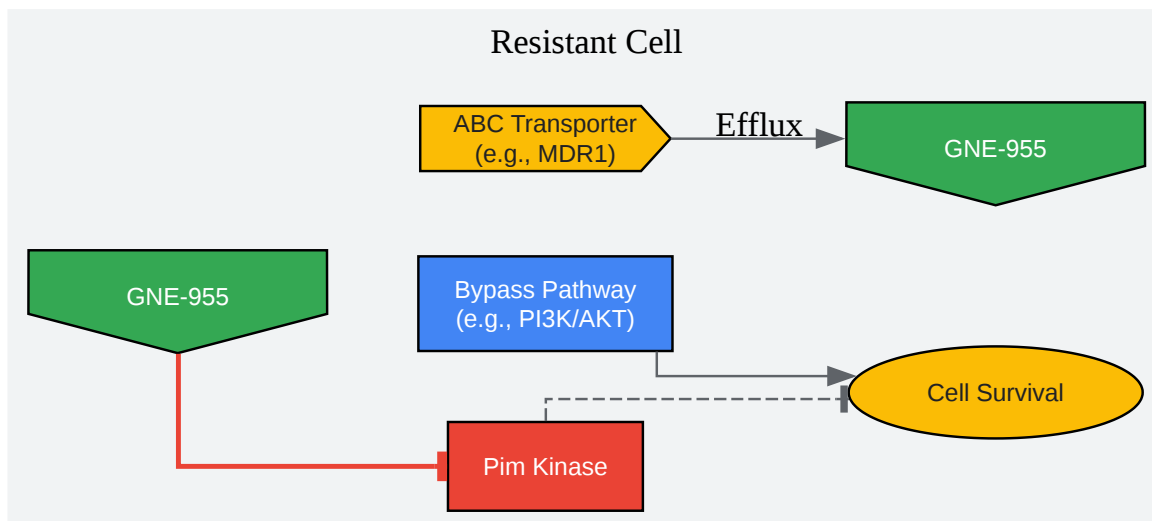 Resistant Cell
ABC Transporter
(e.g., MDR1)
Efflux
GNE-955
GNE-955
Bypass Pathway
(e.g., PI3K/AKT)
Cell Survival
Pim Kinase